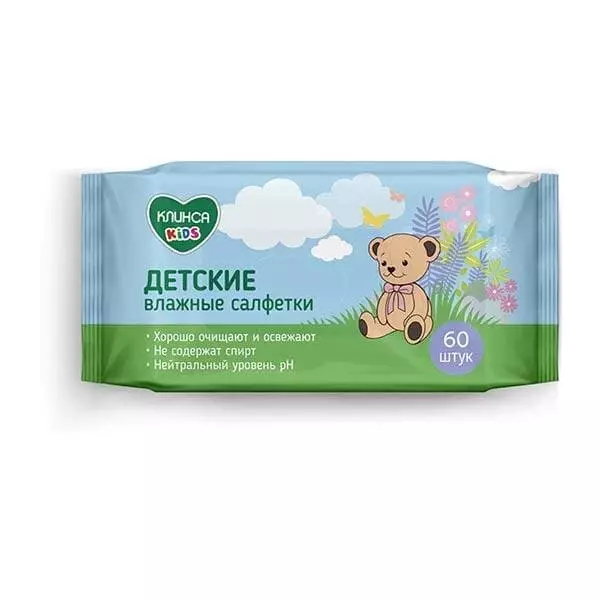 КЛИНСА
KIDS
ДЕТСКИЕ
влажные салфетки
• Хорошо очищают и освежают
• Не содержат спирт
• Нейтральный уровень pH
60
штук